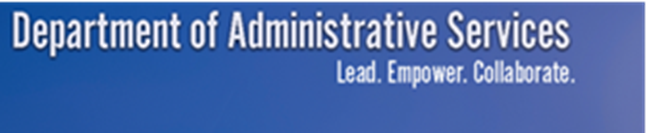 Department of Administrative Services
Lead. Empower. Collaborate.